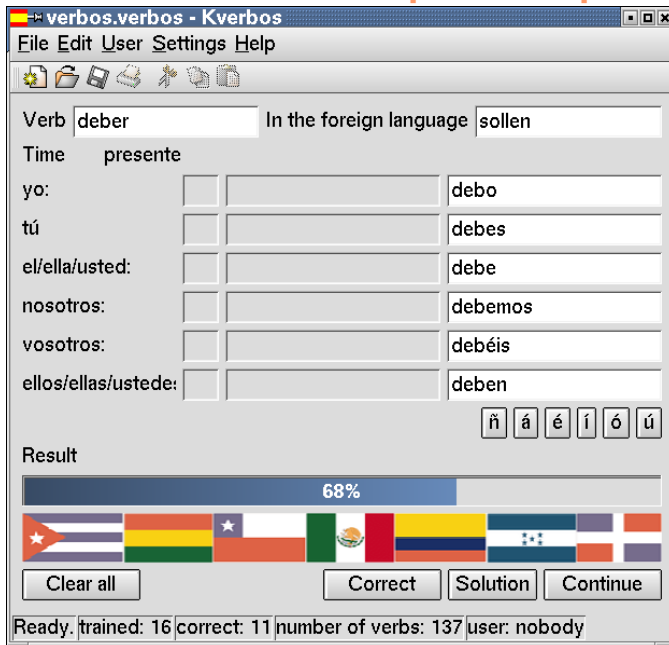 verbos.verbos - Kverbos
File Edit User Settings Help
Verb deber In the foreign language sollen
Time presente
yo: debo
tú debes
el/ella/usted: debe
nosotros: debemos
vosotros: debéis
ellos/ellas/ustedes deben
ñ á é í ó ú
Result
68%
Clear all Correct Solution Continue
Ready. trained: 16 correct: 11 number of verbs: 137 user: nobody